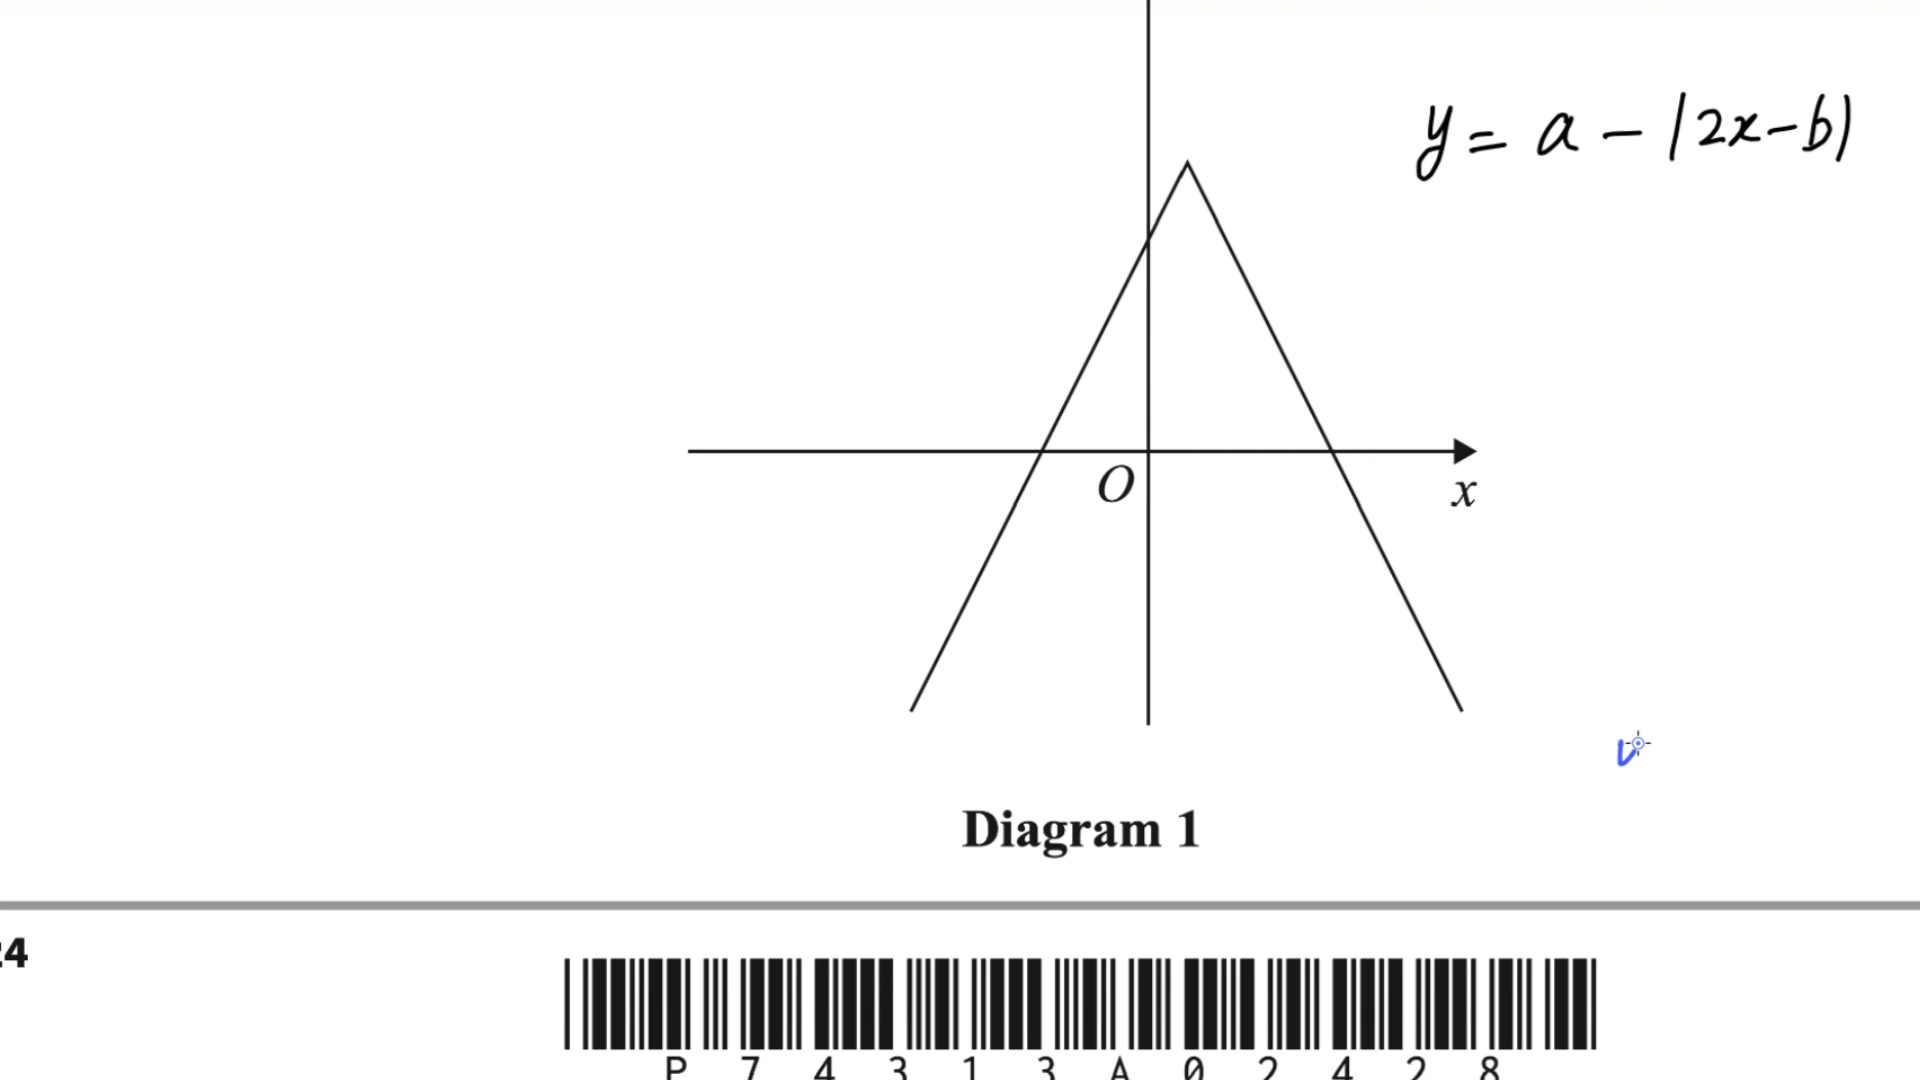 y = a - |2x-b|
O
x
Diagram 1
24
P 7 4 3 1 3 A 0 2 4 2 8